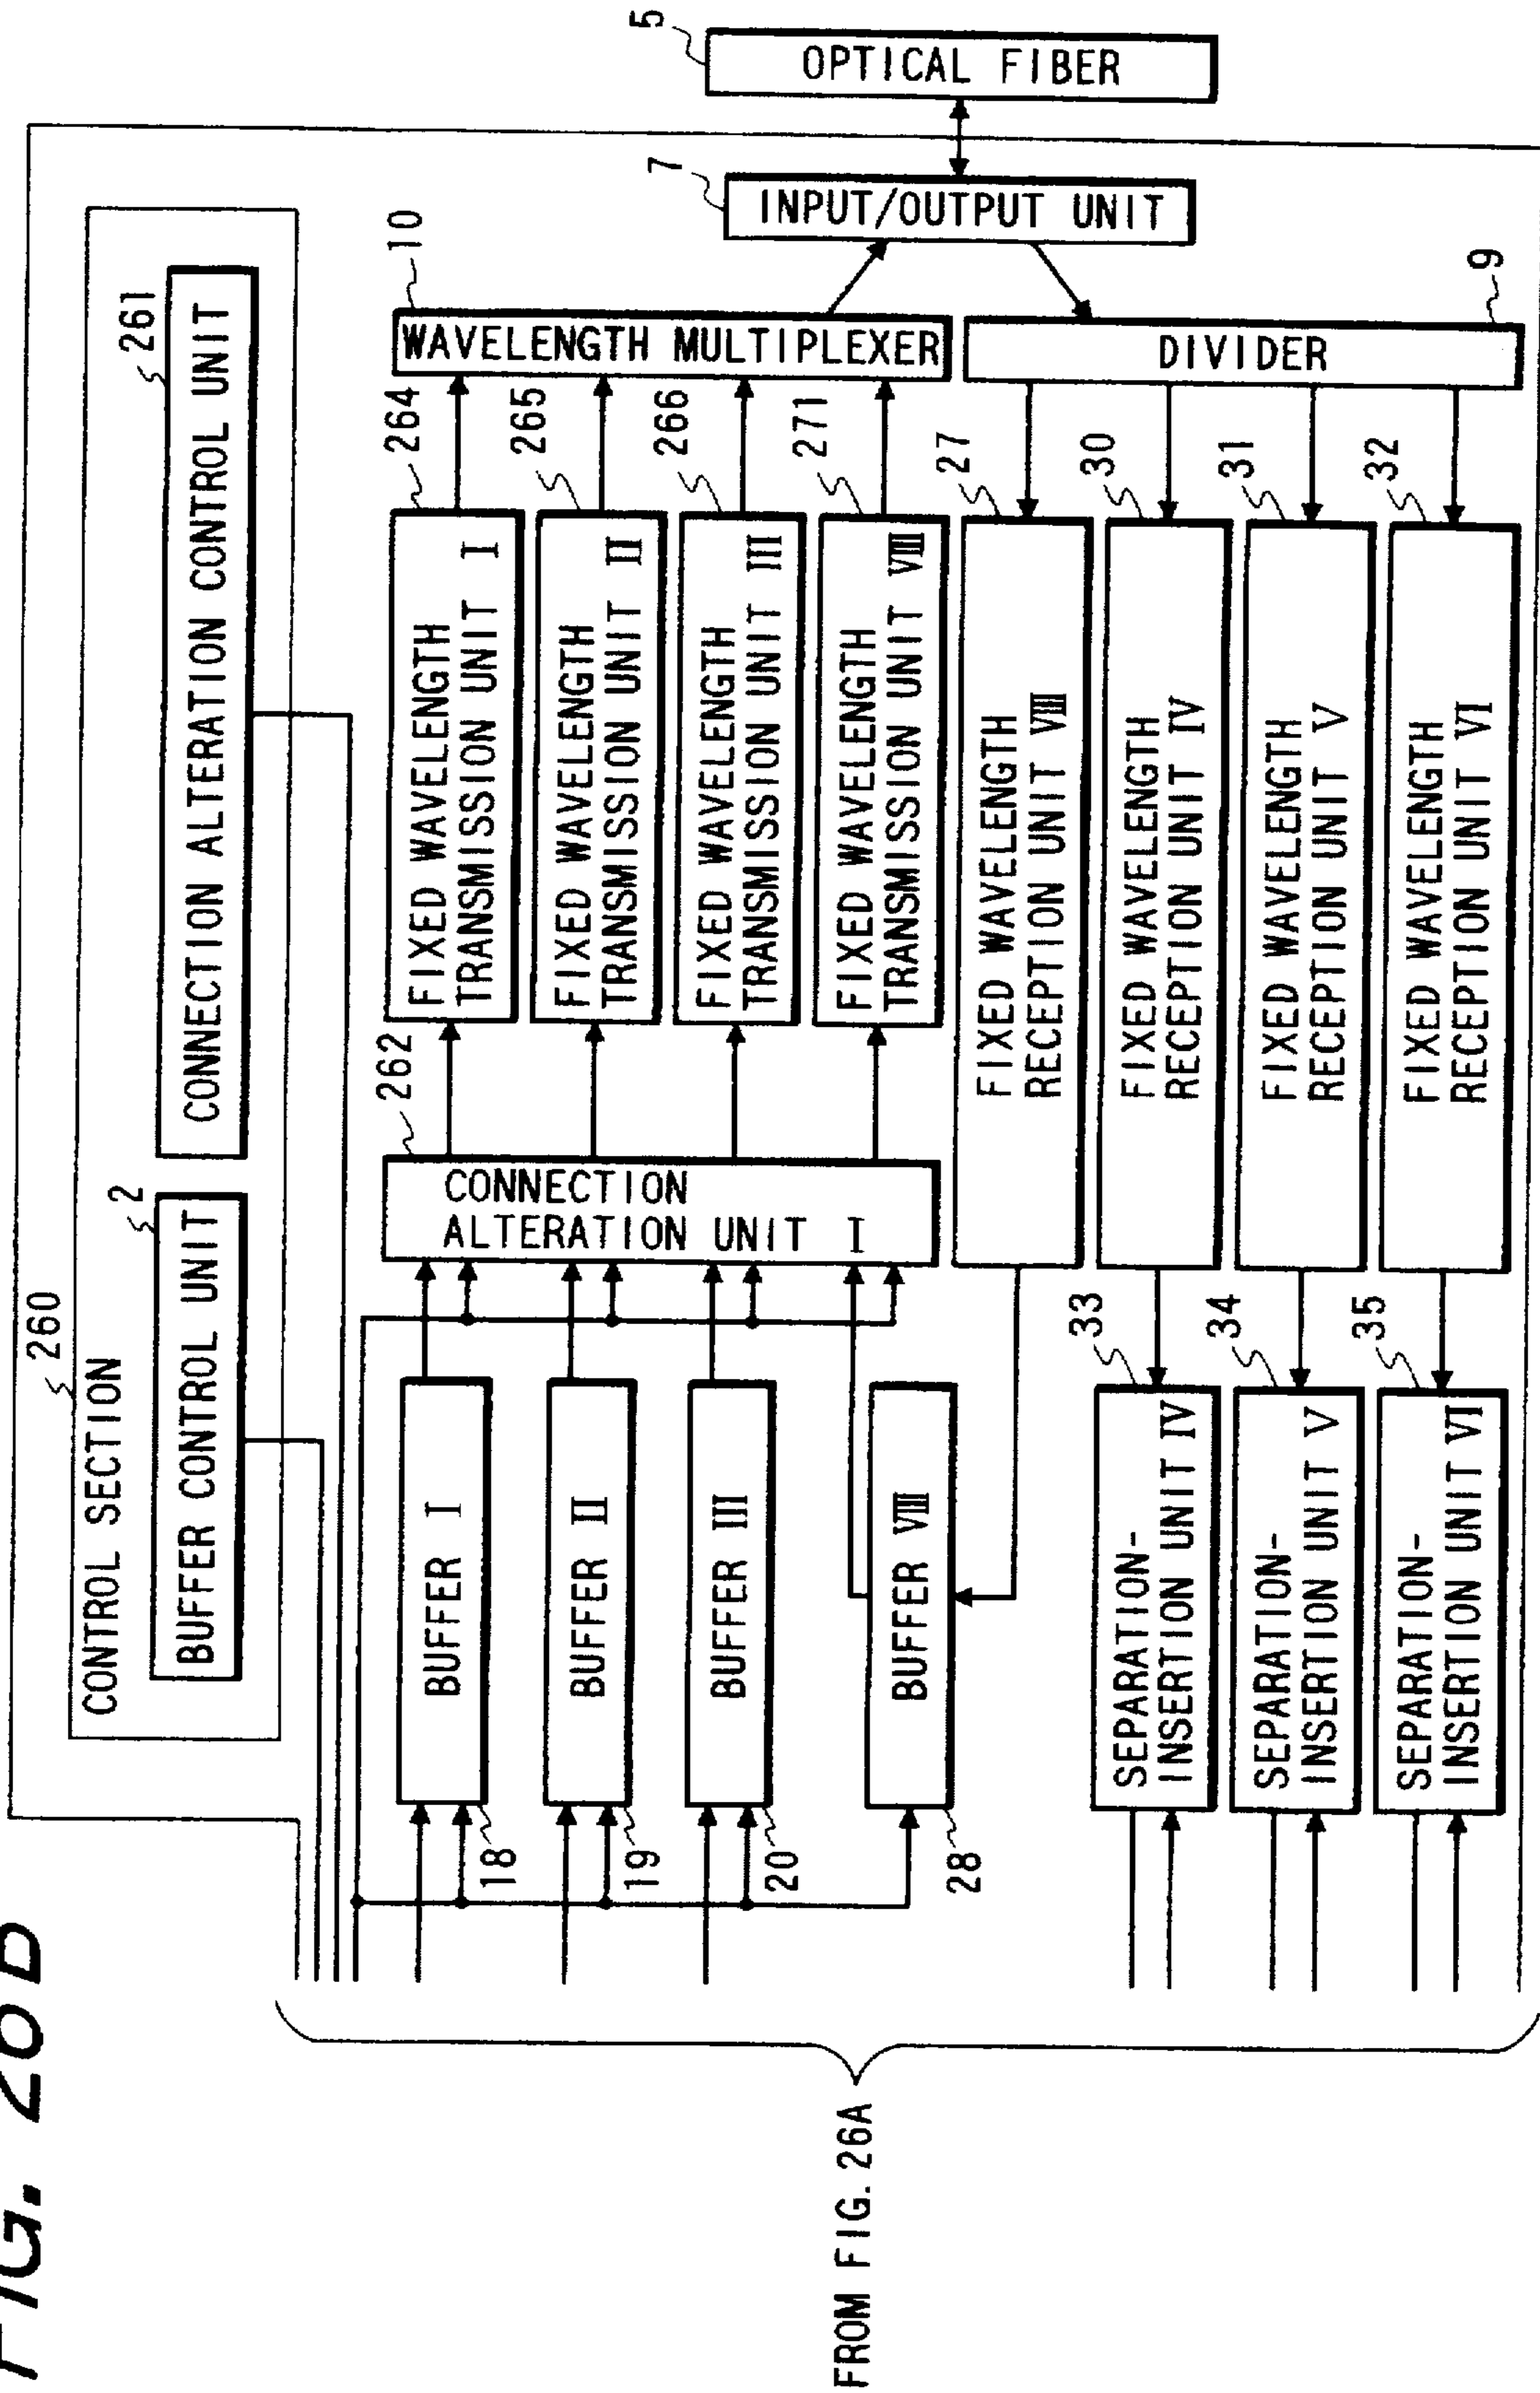 FIG. 26B
260
CONTROL SECTION
2
BUFFER CONTROL UNIT
261
CONNECTION ALTERATION CONTROL UNIT
BUFFER I
18
BUFFER II
19
BUFFER III
20
BUFFER VIII
28
262
CONNECTION
ALTERATION UNIT I
264
FIXED WAVELENGTH
TRANSMISSION UNIT I
265
FIXED WAVELENGTH
TRANSMISSION UNIT II
266
FIXED WAVELENGTH
TRANSMISSION UNIT III
271
FIXED WAVELENGTH
TRANSMISSION UNIT VIII
10
WAVELENGTH MULTIPLEXER
7
INPUT/OUTPUT UNIT
5
OPTICAL FIBER
9
DIVIDER
27
FIXED WAVELENGTH
RECEPTION UNIT VIII
30
FIXED WAVELENGTH
RECEPTION UNIT IV
31
FIXED WAVELENGTH
RECEPTION UNIT V
32
FIXED WAVELENGTH
RECEPTION UNIT VI
33
SEPARATION-
INSERTION UNIT IV
34
SEPARATION-
INSERTION UNIT V
35
SEPARATION-
INSERTION UNIT VI
FROM FIG. 26A